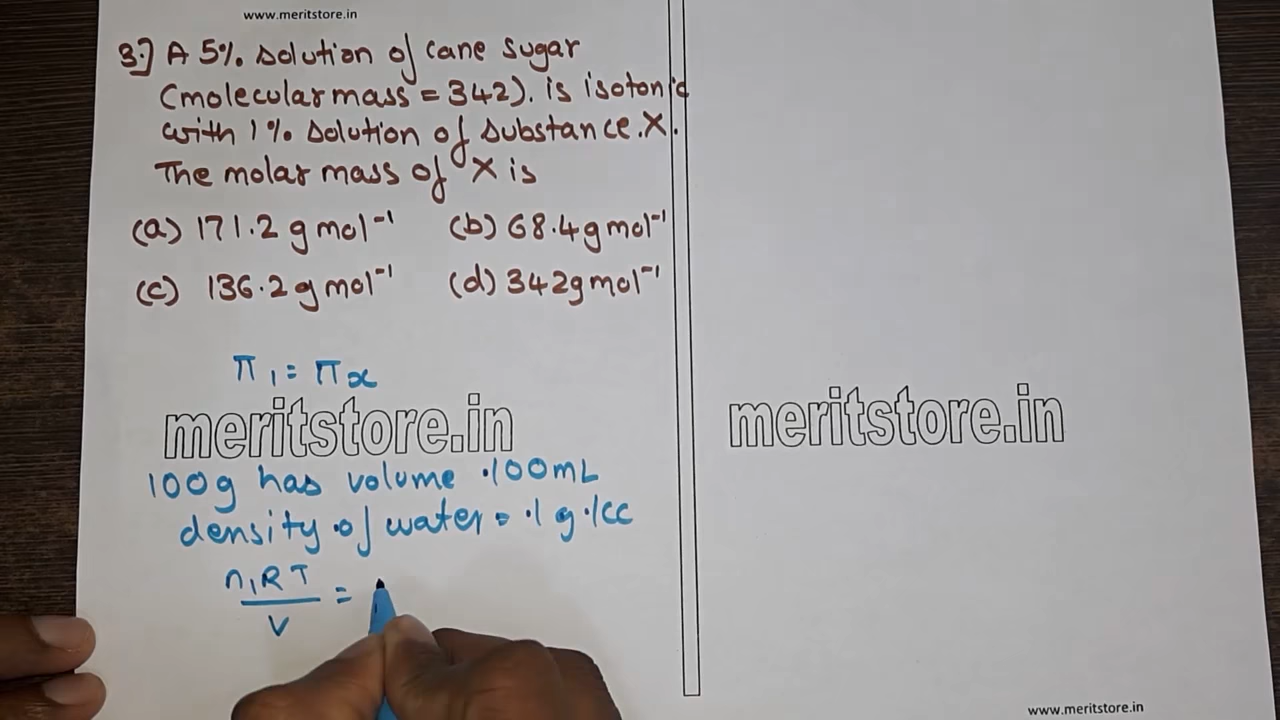 www.meritstore.in
3.] A 5% solution of cane sugar
(molecular mass = 342). is isotonic
with 1% solution of substance.X.
The molar mass of X is
(a) 171.2 g mol⁻¹ (b) 68.4g mol⁻¹
(c) 136.2 g mol⁻¹ (d) 342g mol⁻¹
π₁ = πx
meritstore.in
meritstore.in
100g has volume .100mL
density of water = .1 g./cc
n₁RT/V =
www.meritstore.in